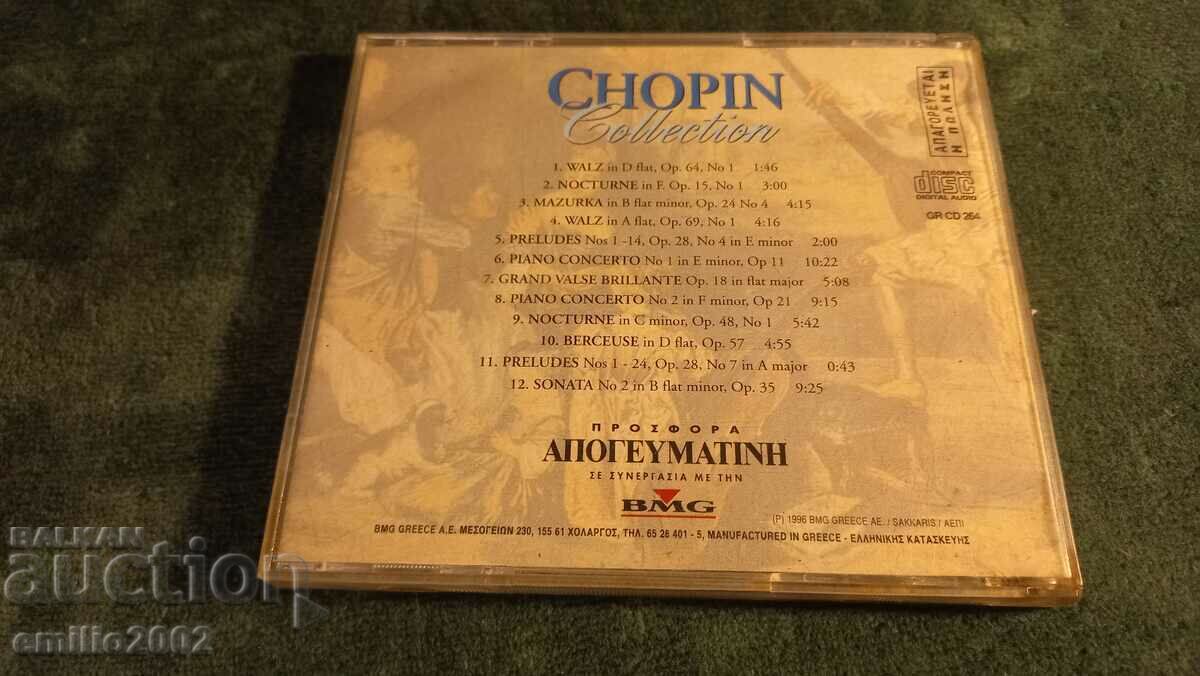 CHOPIN
Collection
1. WALZ in D flat, Op. 64, No 1 1:46
2. NOCTURNE in F. Op. 15, No 1 3:00
3. MAZURKA in B flat minor, Op. 24 No 4 4:15
4. WALZ in A flat, Op. 69, No 1 4:16
5. PRELUDES Nos 1 -14, Op. 28, No 4 in E minor 2:00
6. PIANO CONCERTO No 1 in E minor, Op 11 10:22
7. GRAND VALSE BRILLANTE Op. 18 in flat major 5:08
8. PIANO CONCERTO No 2 in F minor, Op 21 9:15
9. NOCTURNE in C minor, Op. 48, No 1 5:42
10. BERCEUSE in D flat, Op. 57 4:55
11. PRELUDES Nos 1 - 24, Op. 28, No 7 in A major 0:43
12. SONATA No 2 in B flat minor, Op. 35 9:25
ΑΠΑΓΟΡΕΥΕΤΑΙ
Η ΠΩΛΗΣΗ
COMPACT
disc
DIGITAL AUDIO
GR CD 264
ΠΡΟΣΦΟΡΑ
ΑΠΟΓΕΥΜΑΤΙΝΗ
ΣΕ ΣΥΝΕΡΓΑΣΙΑ ΜΕ ΤΗΝ
BMG
(P) 1996 BMG GREECE AE. / SAKKARIS / ΑΕΠΙ
BMG GREECE A.E. ΜΕΣΟΓΕΙΩΝ 230, 155 61 ΧΟΛΑΡΓΟΣ, ΤΗΛ. 65 26 401 - 5, MANUFACTURED IN GREECE - ΕΛΛΗΝΙΚΗΣ ΚΑΤΑΣΚΕΥΗΣ
BALKAN
auction
emilio2002